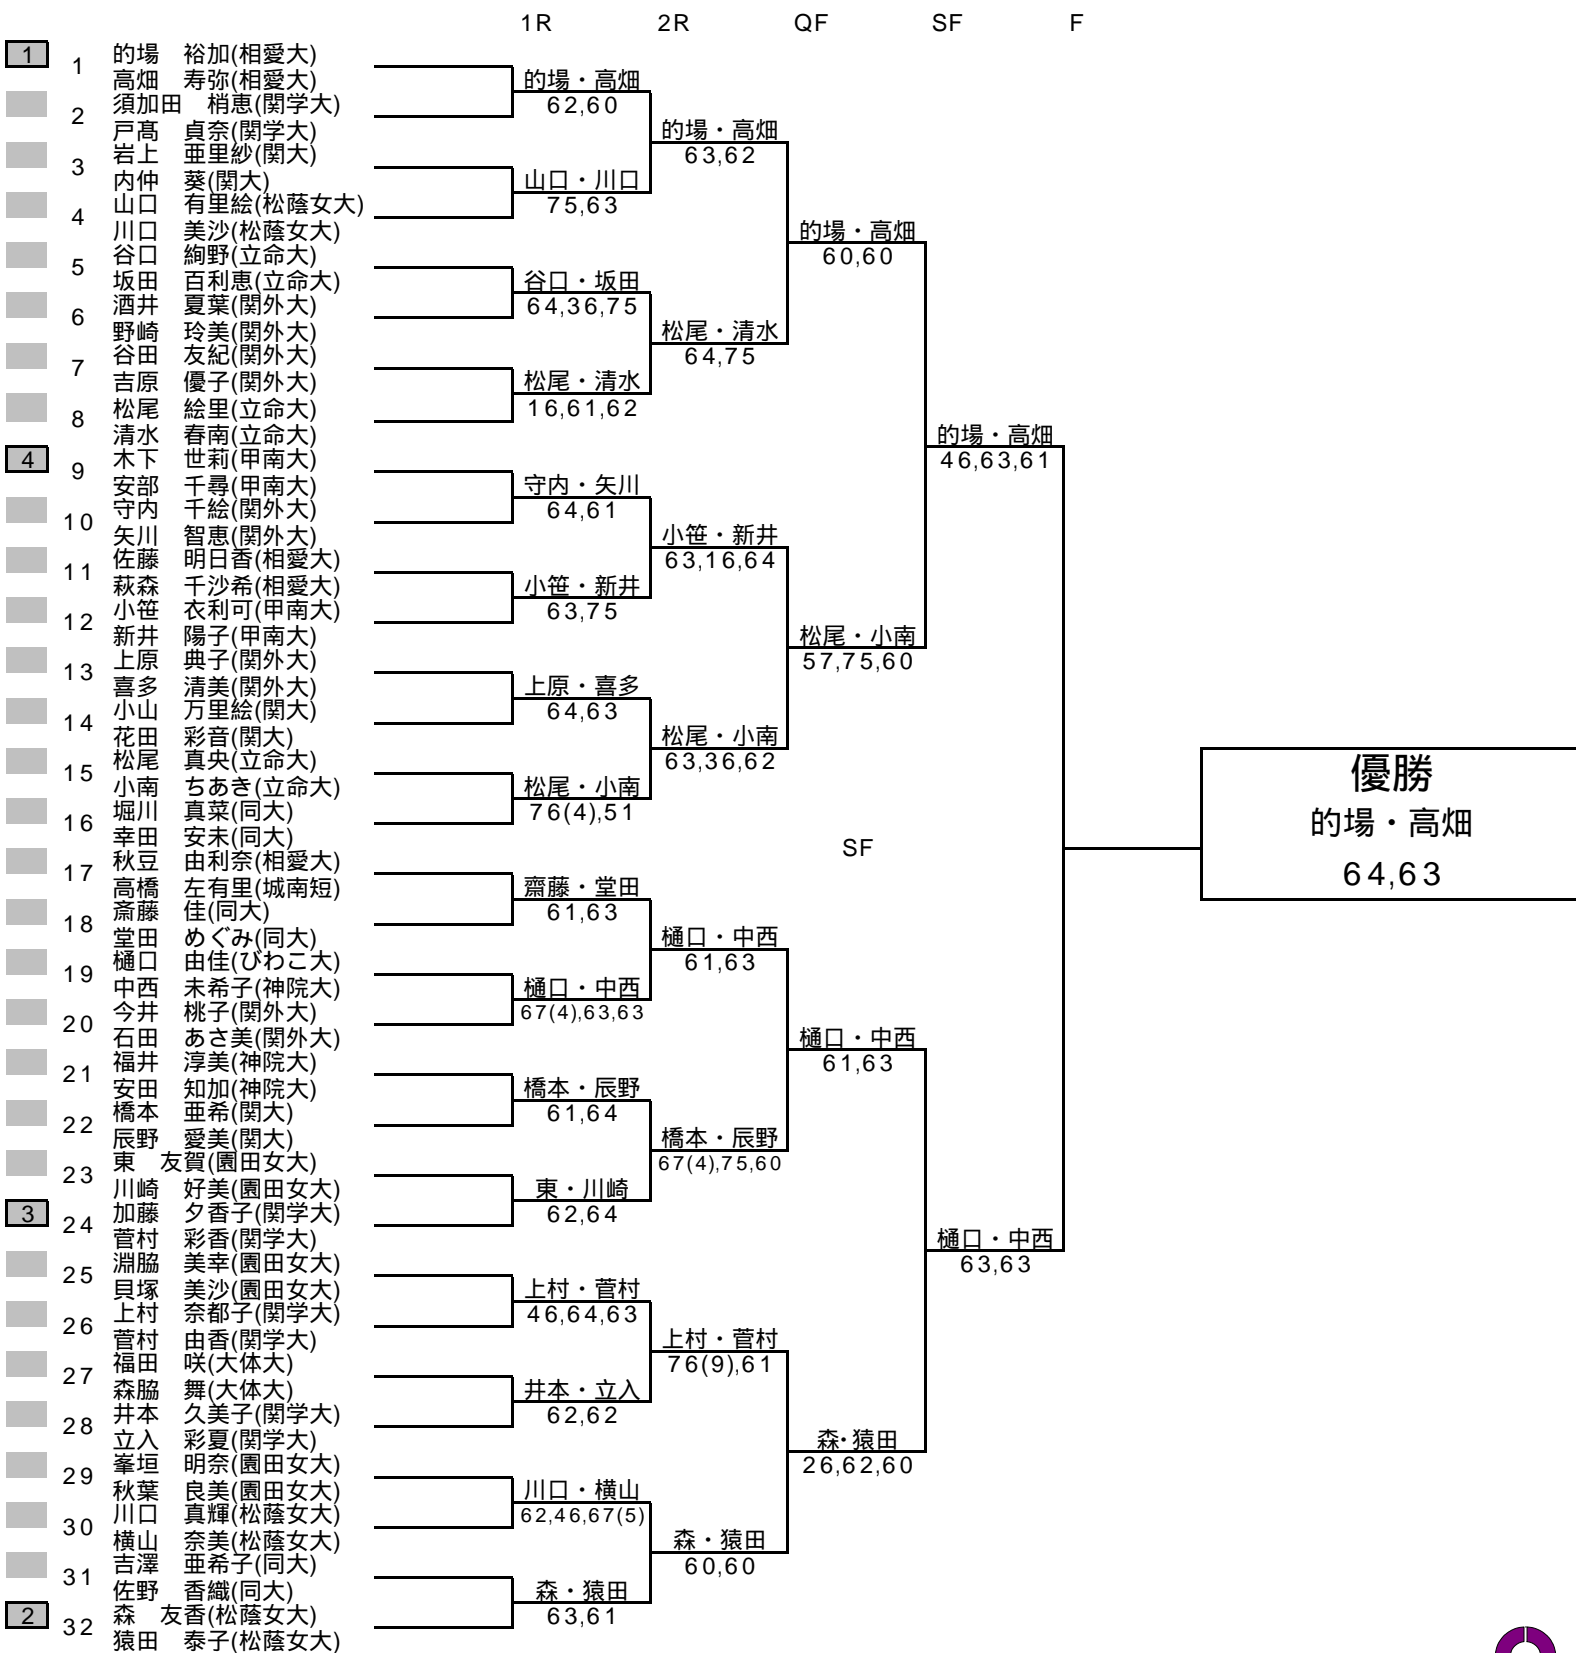 1R 2R QF SF F
1
1
的場 裕加(相愛大)
高畑 寿弥(相愛大)
2
須加田 梢恵(関学大)
戸髙 貞奈(関学大)
3
岩上 亜里紗(関大)
内仲 葵(関大)
4
山口 有里絵(松蔭女大)
川口 美沙(松蔭女大)
5
谷口 絢野(立命大)
坂田 百利恵(立命大)
6
酒井 夏葉(関外大)
野崎 玲美(関外大)
7
谷田 友紀(関外大)
吉原 優子(関外大)
8
松尾 絵里(立命大)
清水 春南(立命大)
4
9
木下 世莉(甲南大)
安部 千尋(甲南大)
10
守内 千絵(関外大)
矢川 智恵(関外大)
11
佐藤 明日香(相愛大)
萩森 千沙希(相愛大)
12
小笹 衣利可(甲南大)
新井 陽子(甲南大)
13
上原 典子(関外大)
喜多 清美(関外大)
14
小山 万里絵(関大)
花田 彩音(関大)
15
松尾 真央(立命大)
小南 ちあき(立命大)
16
堀川 真菜(同大)
幸田 安未(同大)
17
秋豆 由利奈(相愛大)
高橋 左有里(城南短)
18
斎藤 佳(同大)
堂田 めぐみ(同大)
19
樋口 由佳(びわこ大)
中西 未希子(神院大)
20
今井 桃子(関外大)
石田 あさ美(関外大)
21
福井 淳美(神院大)
安田 知加(神院大)
22
橋本 亜希(関大)
辰野 愛美(関大)
23
東 友賀(園田女大)
川崎 好美(園田女大)
3
24
加藤 夕香子(関学大)
菅村 彩香(関学大)
25
淵脇 美幸(園田女大)
貝塚 美沙(園田女大)
26
上村 奈都子(関学大)
菅村 由香(関学大)
27
福田 咲(大体大)
森脇 舞(大体大)
28
井本 久美子(関学大)
立入 彩夏(関学大)
29
峯垣 明奈(園田女大)
秋葉 良美(園田女大)
30
川口 真輝(松蔭女大)
横山 奈美(松蔭女大)
31
吉澤 亜希子(同大)
佐野 香織(同大)
2
32
森 友香(松蔭女大)
猿田 泰子(松蔭女大)
的場・高畑
62,60
山口・川口
75,63
谷口・坂田
64,36,75
松尾・清水
16,61,62
守内・矢川
64,61
小笹・新井
63,75
上原・喜多
64,63
松尾・小南
76(4),51
齋藤・堂田
61,63
樋口・中西
67(4),63,63
橋本・辰野
61,64
東・川崎
62,64
上村・菅村
46,64,63
井本・立入
62,62
川口・横山
62,46,67(5)
森・猿田
63,61
的場・高畑
63,62
松尾・清水
64,75
小笹・新井
63,16,64
松尾・小南
63,36,62
樋口・中西
61,63
橋本・辰野
67(4),75,60
上村・菅村
76(9),61
森・猿田
60,60
的場・高畑
60,60
松尾・小南
57,75,60
SF
樋口・中西
61,63
森・猿田
26,62,60
的場・高畑
46,63,61
樋口・中西
63,63
優勝
的場・高畑
64,63